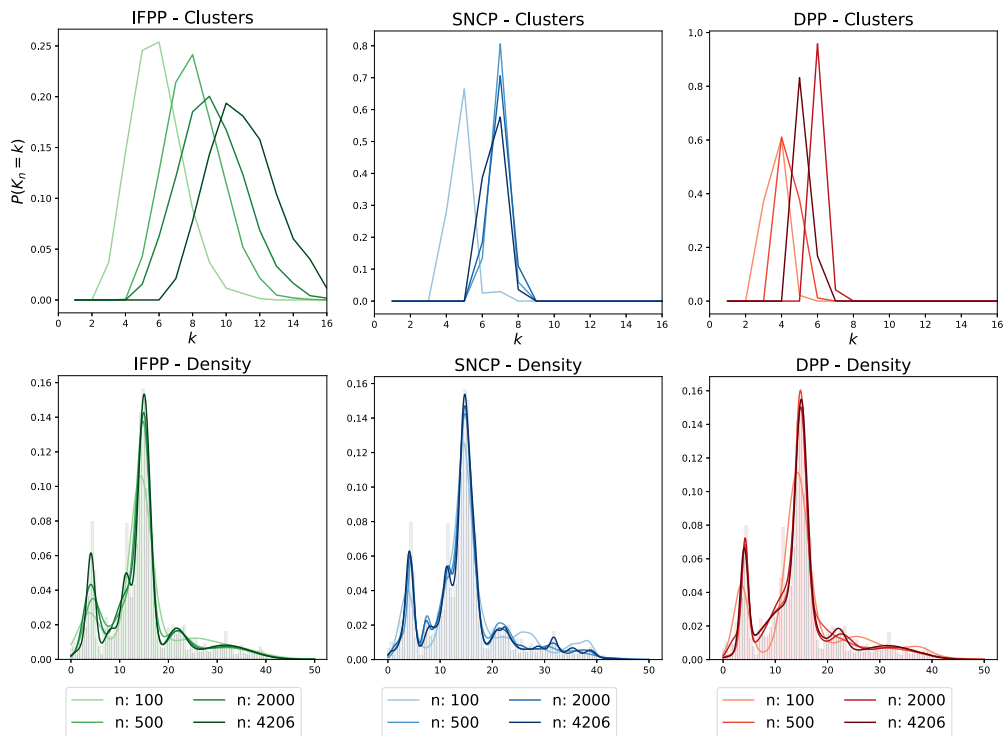 IFPP - Clusters
SNCP - Clusters
DPP - Clusters
P(K_n = k)
0.25
0.20
0.15
0.10
0.05
0.00
0 2 4 6 8 10 12 14 16
k
0.8
0.7
0.6
0.5
0.4
0.3
0.2
0.1
0.0
0 2 4 6 8 10 12 14 16
k
1.0
0.8
0.6
0.4
0.2
0.0
0 2 4 6 8 10 12 14 16
k
IFPP - Density
SNCP - Density
DPP - Density
0.16
0.14
0.12
0.10
0.08
0.06
0.04
0.02
0.00
0 10 20 30 40 50
0.16
0.14
0.12
0.10
0.08
0.06
0.04
0.02
0.00
0 10 20 30 40 50
0.16
0.14
0.12
0.10
0.08
0.06
0.04
0.02
0.00
0 10 20 30 40 50
n: 100 n: 2000
n: 500 n: 4206
n: 100 n: 2000
n: 500 n: 4206
n: 100 n: 2000
n: 500 n: 4206